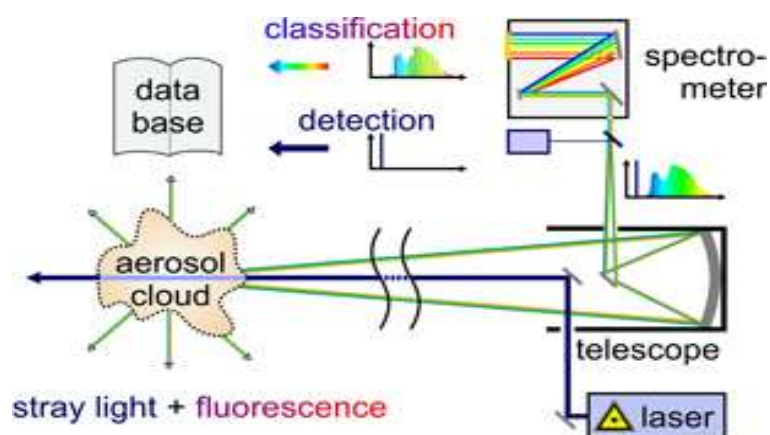 classification
spectro-
meter
data
base
detection
aerosol
cloud
telescope
stray light + fluorescence
laser